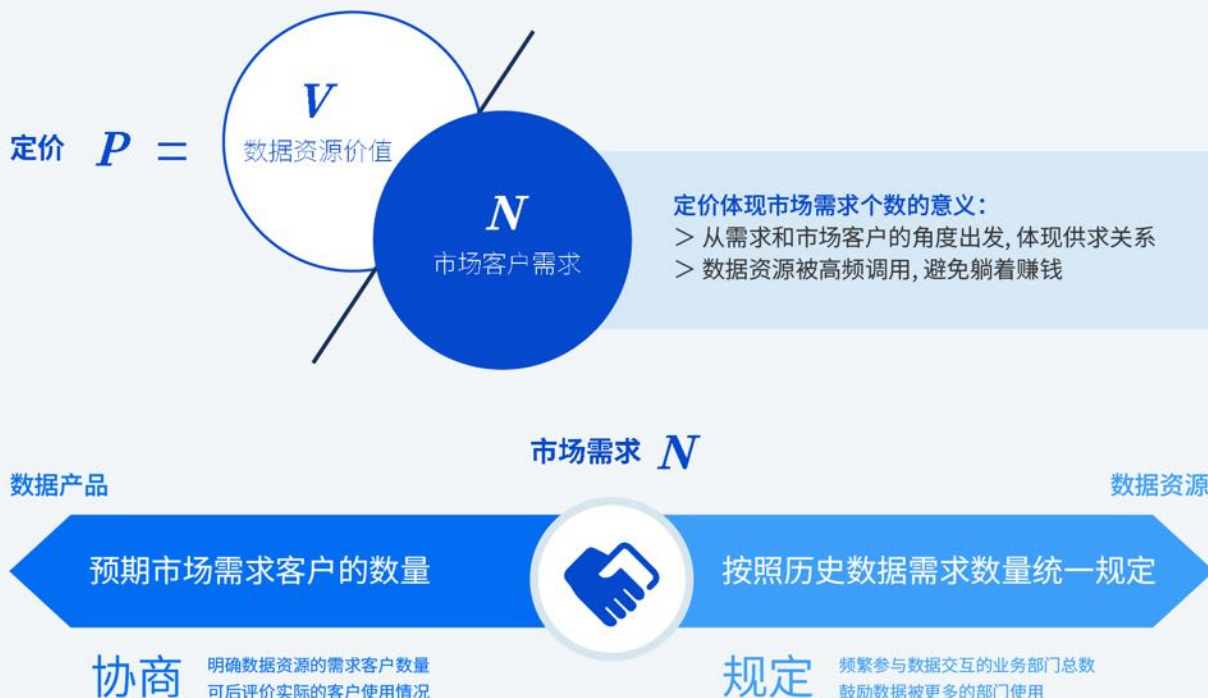 定价 P =
V
数据资源价值
N
市场客户需求
定价体现市场需求个数的意义：
> 从需求和市场客户的角度出发, 体现供求关系
> 数据资源被高频调用, 避免躺着赚钱
市场需求 N
数据产品
数据资源
预期市场需求客户的数量
按照历史数据需求数量统一规定
协商
明确数据资源的需求客户数量
可后评价实际的客户使用情况
规定
频繁参与数据交互的业务部门总数
鼓励数据被更多的部门使用